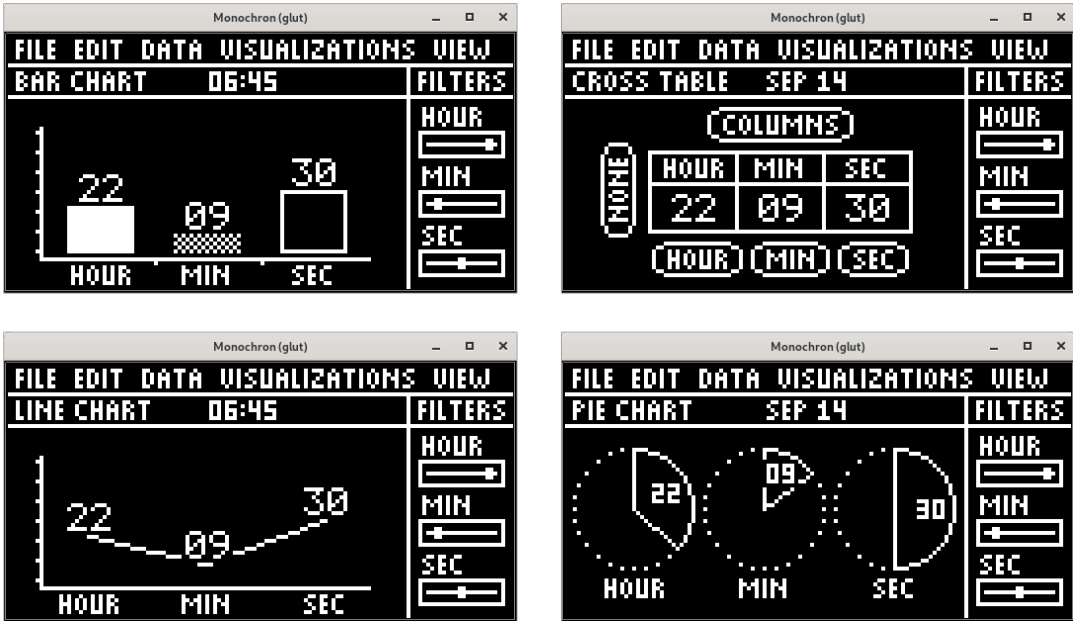 Monochron (glut)
FILE EDIT DATA VISUALIZATIONS VIEW
BAR CHART 06:45 FILTERS
HOUR
MIN
SEC
22 09 30
HOUR MIN SEC
Monochron (glut)
FILE EDIT DATA VISUALIZATIONS VIEW
CROSS TABLE SEP 14 FILTERS
COLUMNS
NONE
HOUR MIN SEC
22 09 30
HOUR MIN SEC
HOUR
MIN
SEC
Monochron (glut)
FILE EDIT DATA VISUALIZATIONS VIEW
LINE CHART 06:45 FILTERS
HOUR
MIN
SEC
22 09 30
HOUR MIN SEC
Monochron (glut)
FILE EDIT DATA VISUALIZATIONS VIEW
PIE CHART SEP 14 FILTERS
22 09 30
HOUR MIN SEC
HOUR
MIN
SEC